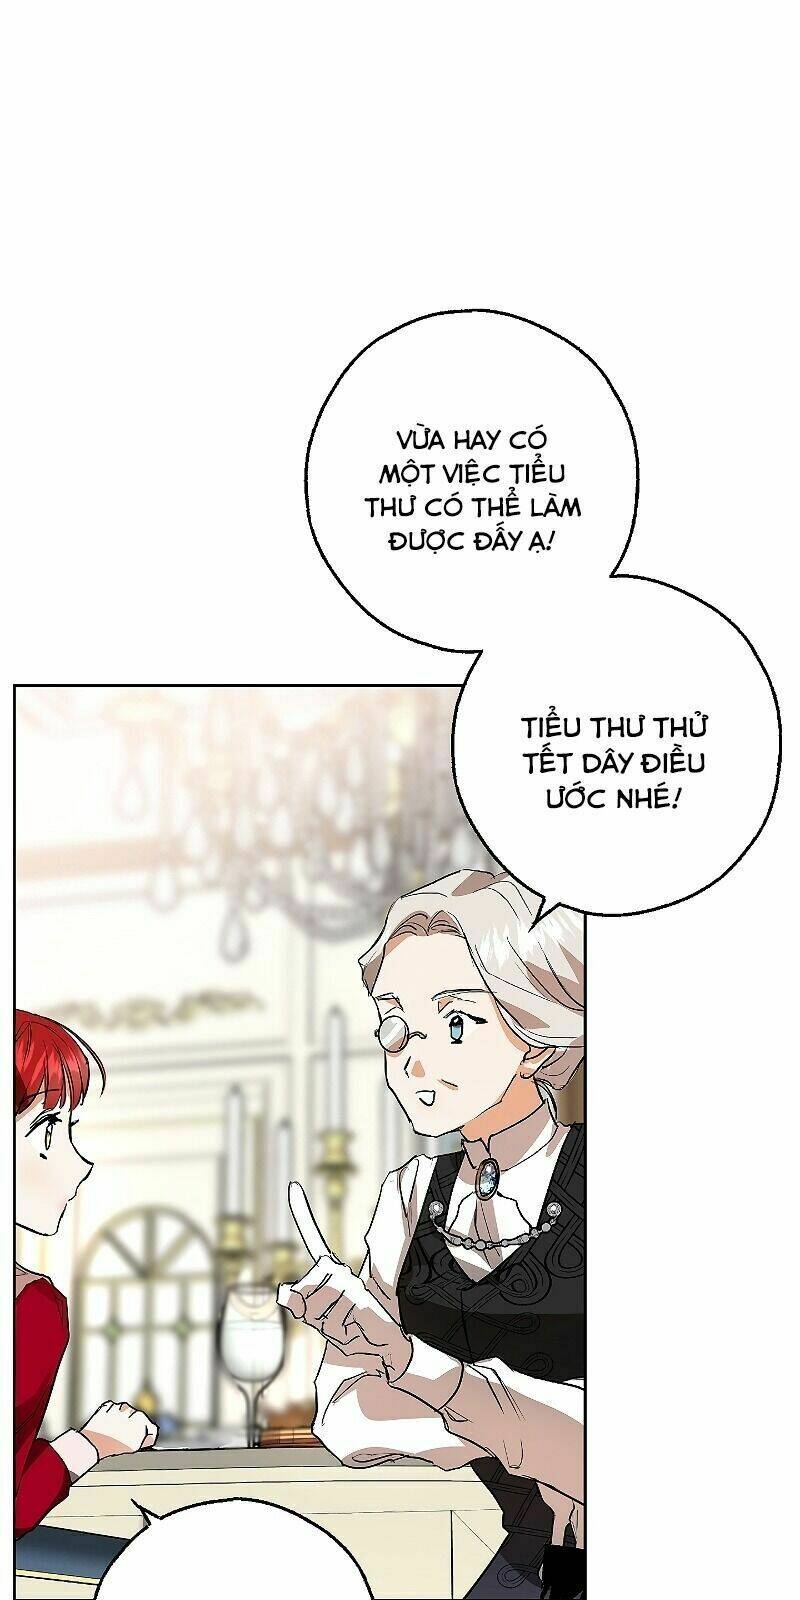 VỪA HAY CÓ
MỘT VIỆC TIỂU
THƯ CÓ THỂ LÀM
ĐƯỢC ĐẤY Ạ!
TIỂU THƯ THỬ
TẾT DÂY ĐIỀU
ƯỚC NHÉ!